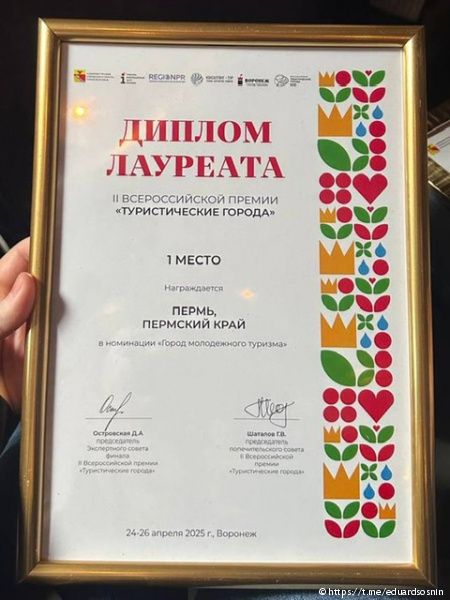 REGIONPR
ВОРОНЕЖ
ДИПЛОМ
ЛАУРЕАТА
II ВСЕРОССИЙСКОЙ ПРЕМИИ
«ТУРИСТИЧЕСКИЕ ГОРОДА»
1 МЕСТО
Награждается
ПЕРМЬ,
ПЕРМСКИЙ КРАЙ
в номинации «Город молодежного туризма»
Островская Д.А
председатель
Экспертного совета
финала
II Всероссийской премии
«Туристические города»
Шаталов Г.В.
председатель
попечительского совета
II Всероссийской
премии
«Туристические города»
24-26 апреля 2025 г., Воронеж
© https://t.me/eduardsosnin